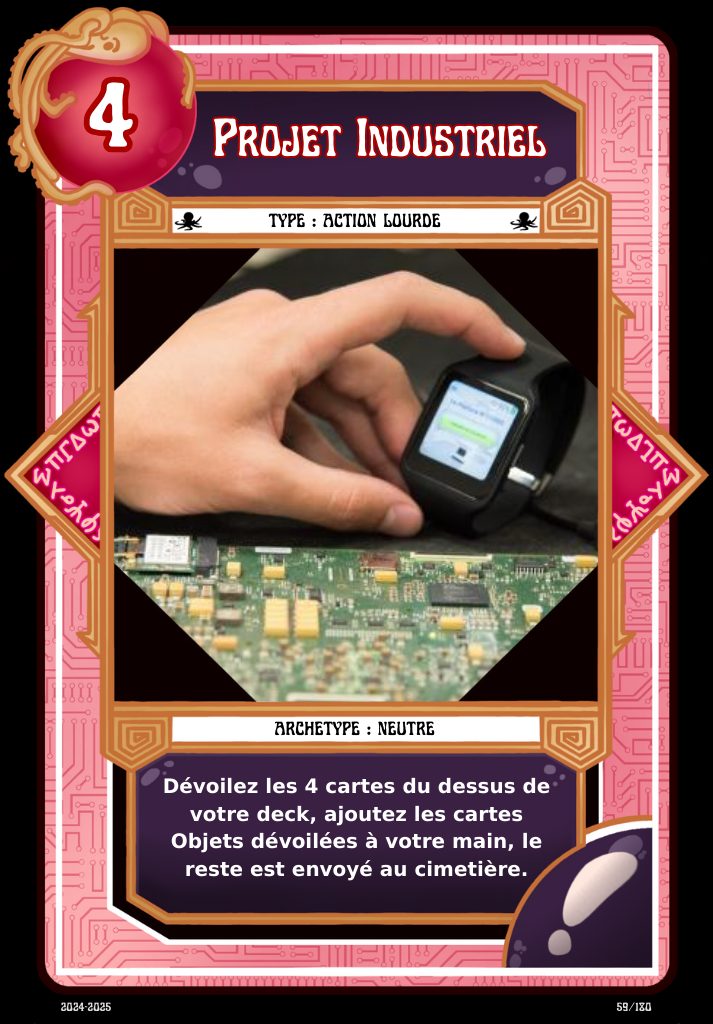 4
Projet Industriel
TYPE : ACTION LOURDE
ARCHETYPE : NEUTRE
Dévoilez les 4 cartes du dessus de
votre deck, ajoutez les cartes
Objets dévoilées à votre main, le
reste est envoyé au cimetière.
2024-2025
59/180